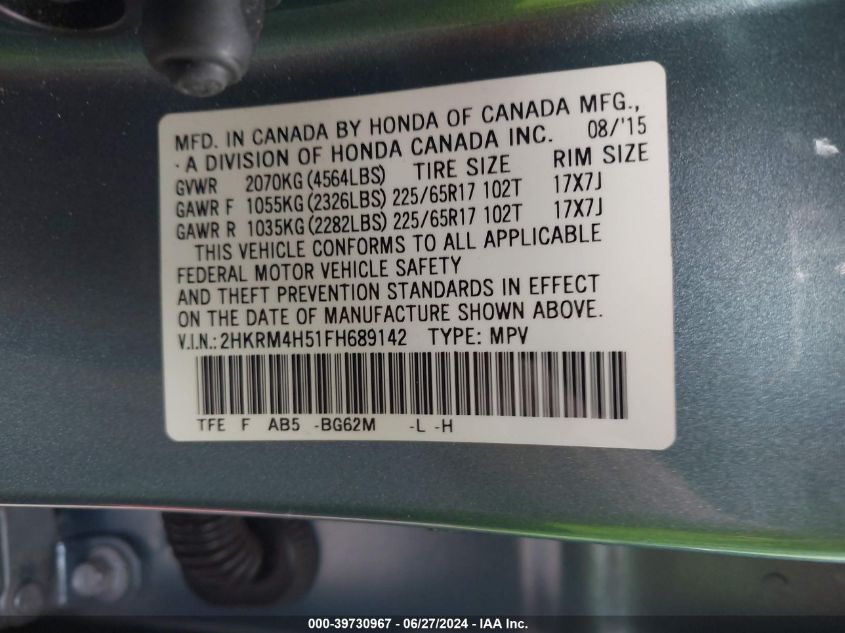 MFD. IN CANADA BY HONDA OF CANADA MFG.,
·A DIVISION OF HONDA CANADA INC. 08/'15
GVWR 2070KG(4564LBS) TIRE SIZE RIM SIZE
GAWR F 1055KG(2326LBS) 225/65R17 102T 17X7J
GAWR R 1035KG(2282LBS) 225/65R17 102T 17X7J
THIS VEHICLE CONFORMS TO ALL APPLICABLE
FEDERAL MOTOR VEHICLE SAFETY
AND THEFT PREVENTION STANDARDS IN EFFECT
ON THE DATE OF MANUFACTURE SHOWN ABOVE.
V.I.N.: 2HKRM4H51FH689142 TYPE: MPV
TFE F AB5 -BG62M -L -H
000-39730967 - 06/27/2024 - IAA Inc.